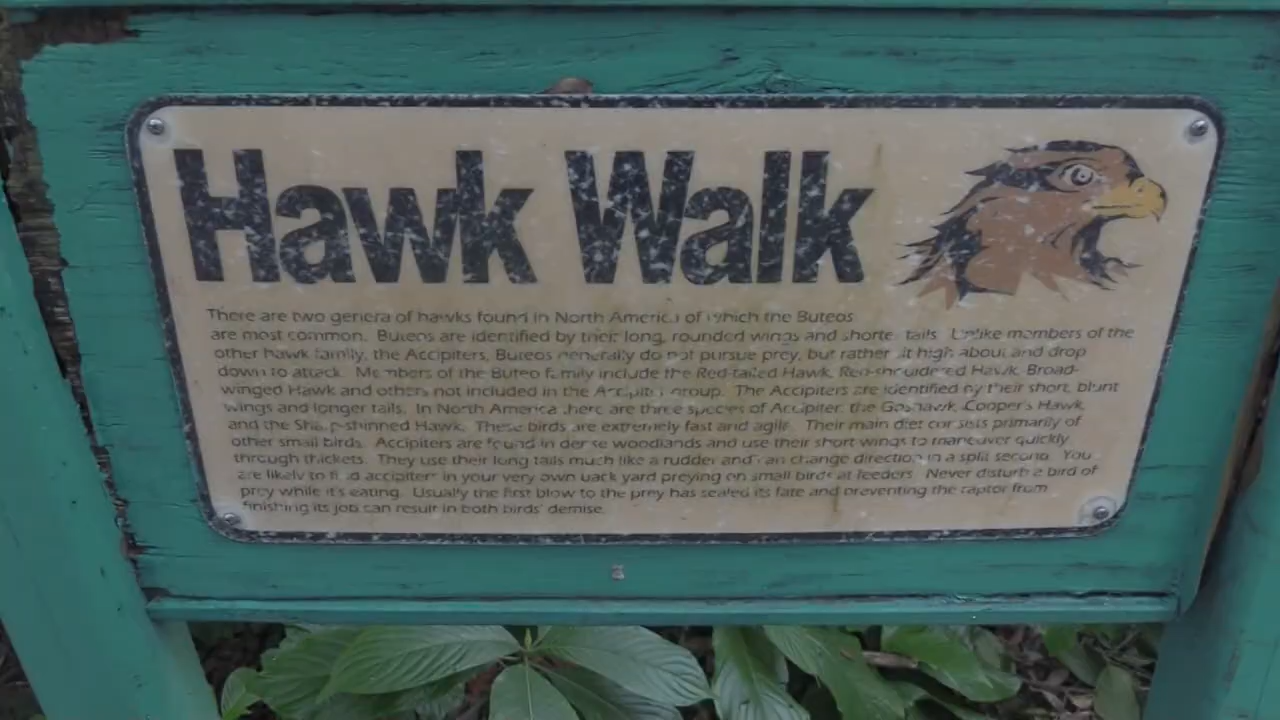 Hawk Walk
There are two genera of hawks found in North America of which the Buteos
are most common. Buteos are identified by their long, rounded wings and shorter tails. Unlike members of the
other hawk family, the Accipiters, Buteos generally do not pursue prey, but rather sit high about and drop
down to attack. Members of the Buteo family include the Red-tailed Hawk, Red-shouldered Hawk, Broad-
winged Hawk and others not included in the Accipiter group. The Accipiters are identified by their short, blunt
wings and longer tails. In North America there are three species of Accipiter, the Goshawk, Cooper's Hawk,
and the Sharp-shinned Hawk. These birds are extremely fast and agile. Their main diet consists primarily of
other small birds. Accipiters are found in dense woodlands and use their short wings to maneuver quickly
through thickets. They use their long tails much like a rudder and can change direction in a split second. You
are likely to find accipiters in your very own back yard preying on small birds at feeders. Never disturb a bird of
prey while it's eating. Usually the first blow to the prey has sealed its fate and preventing the raptor from
finishing its job can result in both birds' demise.